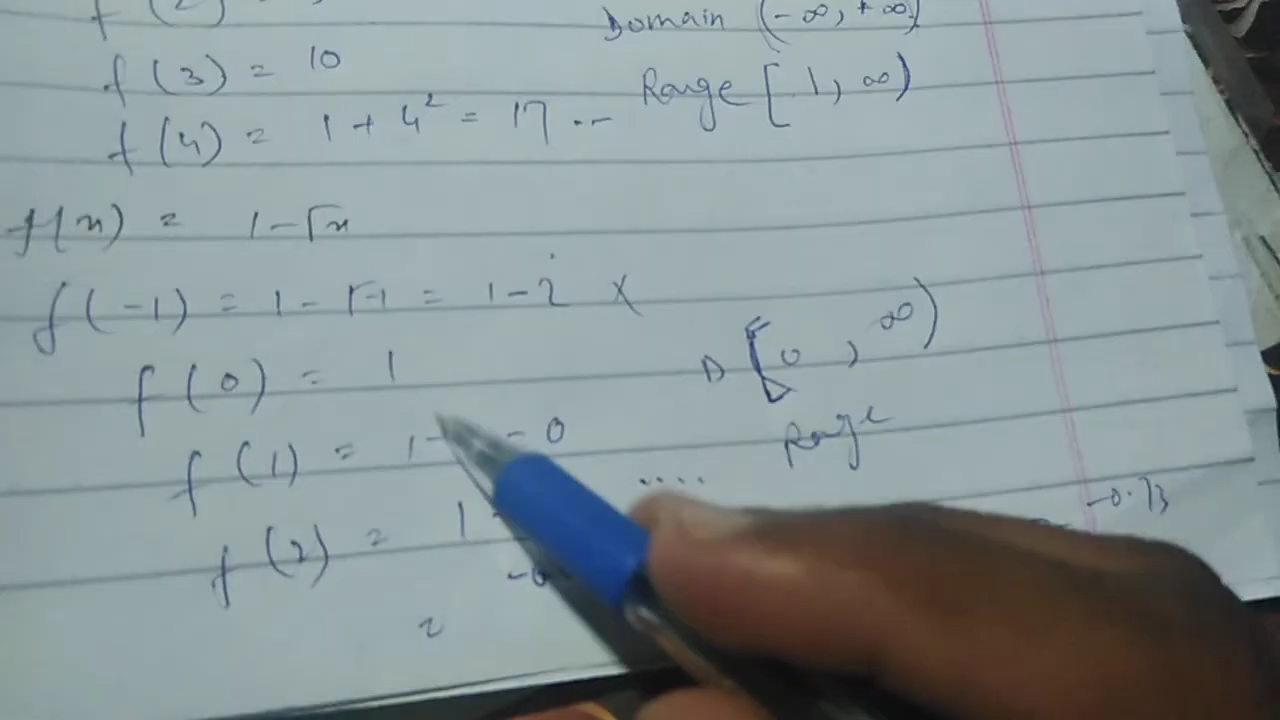 f(2)
Domain (-∞, +∞)
f(3) = 10
Range [1, ∞)
f(4) = 1 + 4² = 17 ...
f(x) = 1 - √x
f(-1) = 1 - √-1 = 1 - i X
D [0, ∞)
f(0) = 1
Range
f(1) = 1 - 0
....
-0.73
f(2) = 1 -
=